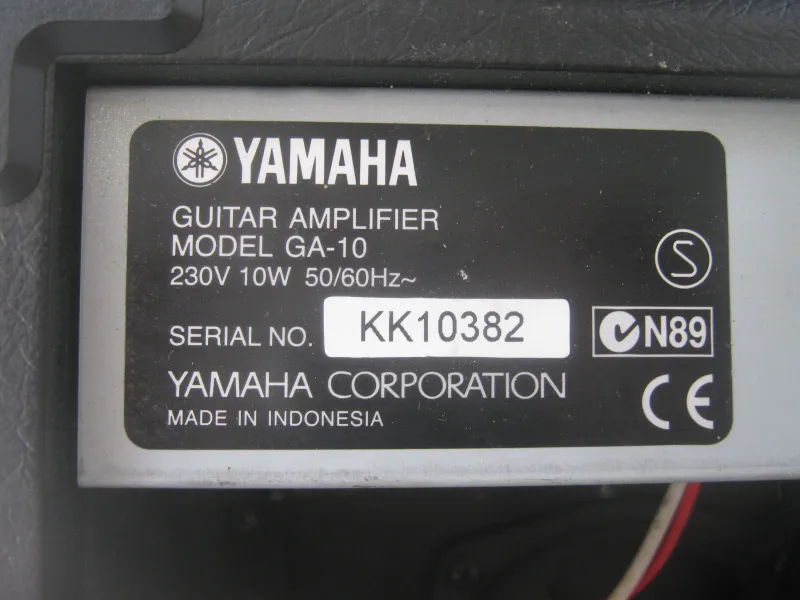 YAMAHA
GUITAR AMPLIFIER
MODEL GA-10
230V 10W 50/60Hz~
S
SERIAL NO. KK10382
N89
YAMAHA CORPORATION
MADE IN INDONESIA
CE